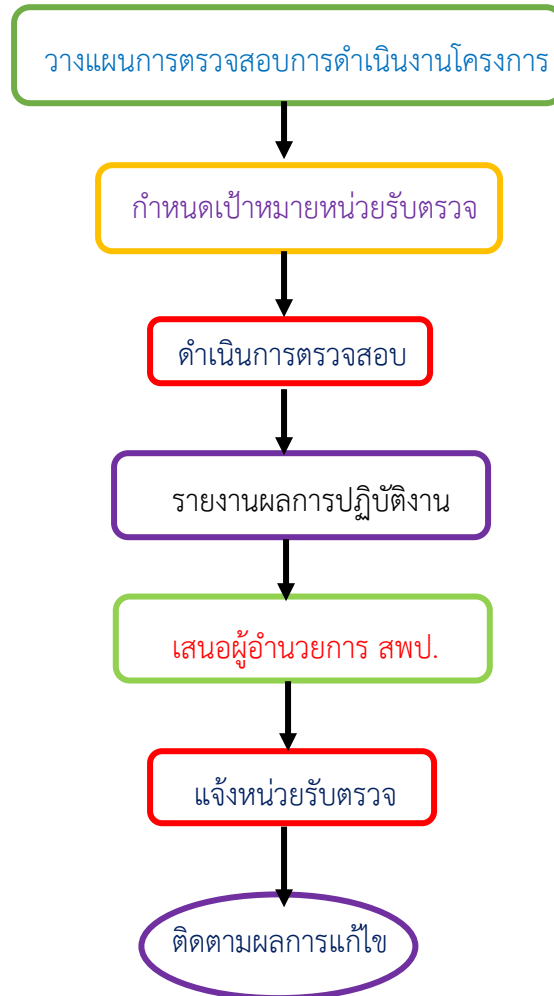 วางแผนการตรวจสอบการดำเนินงานโครงการ
กำหนดเป้าหมายหน่วยรับตรวจ
ดำเนินการตรวจสอบ
รายงานผลการปฏิบัติงาน
เสนอผู้อำนวยการ สพป.
แจ้งหน่วยรับตรวจ
ติดตามผลการแก้ไข